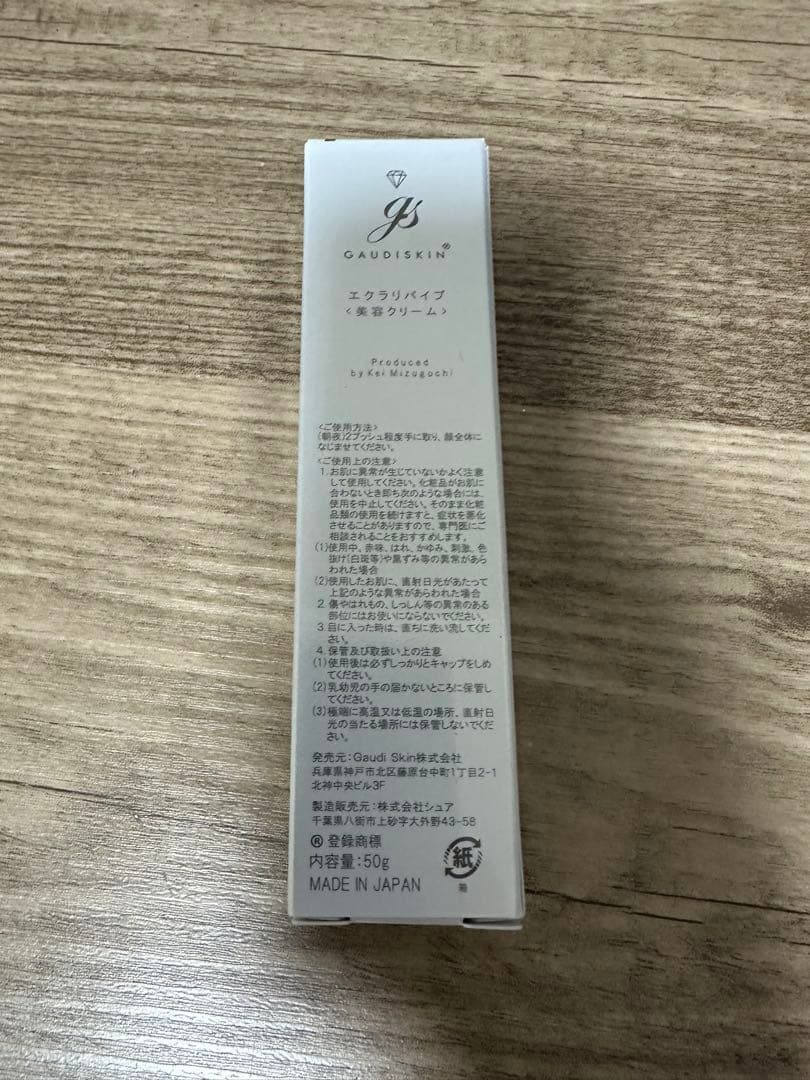 gs
GAUDISKIN®
エクラリバイブ
<美容クリーム>
Produced
by Kei Mizugochi
<ご使用方法>
(朝夜)2プッシュ程度手に取り、顔全体に
なじませてください。
<ご使用上の注意>
1. お肌に異常が生じていないかよく注意
して使用してください。化粧品がお肌に
合わないとき即ち次のような場合には、
使用を中止してください。そのまま化粧
品類の使用を続けますと、症状を悪化
させることがありますので、専門医にご
相談されることをおすすめします。
(1)使用中、赤味、はれ、かゆみ、刺激、色
抜け(白斑等)や黒ずみ等の異常があら
われた場合
(2)使用したお肌に、直射日光があたって
上記のような異常があらわれた場合
2. 傷やはれもの、しっしん等の異常のある
部位にはお使いにならないでください。
3. 目に入った時は、直ちに洗い流してくだ
さい。
4. 保管及び取扱い上の注意
(1)使用後は必ずしっかりとキャップをしめ
てください。
(2)乳幼児の手の届かないところに保管し
てください。
(3)極端に高温又は低温の場所、直射日
光の当たる場所には保管しないでくだ
さい。
発売元:Gaudi Skin株式会社
兵庫県神戸市北区藤原台中町1丁目2-1
北神中央ビル3F
製造販売元:株式会社シュア
千葉県八街市上砂字大外野43-58
®登録商標
内容量:50g
MADE IN JAPAN
紙
箱